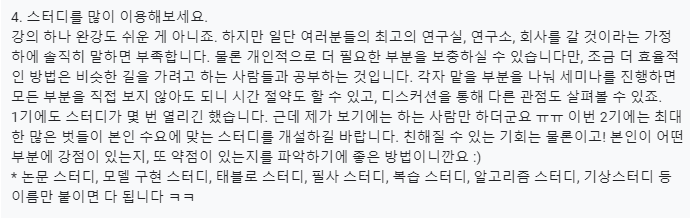 4. 스터디를 많이 이용해보세요.
강의 하나 완강도 쉬운 게 아니죠. 하지만 일단 여러분들의 최고의 연구실, 연구소, 회사를 갈 것이라는 가정
하에 솔직히 말하면 부족합니다. 물론 개인적으로 더 필요한 부분을 보충하실 수 있습니다만, 조금 더 효율적
인 방법은 비슷한 길을 가려고 하는 사람들과 공부하는 것입니다. 각자 맡을 부분을 나눠 세미나를 진행하면
모든 부분을 직접 보지 않아도 되니 시간 절약도 할 수 있고, 디스커션을 통해 다른 관점도 살펴볼 수 있죠.
1기에도 스터디가 몇 번 열리긴 했습니다. 근데 제가 보기에는 하는 사람만 하더군요 ㅠㅠ 이번 2기에는 최대
한 많은 벗들이 본인 수요에 맞는 스터디를 개설하길 바랍니다. 친해질 수 있는 기회는 물론이고! 본인이 어떤
부분에 강점이 있는지, 또 약점이 있는지를 파악하기에 좋은 방법이니깐요 :)
* 논문 스터디, 모델 구현 스터디, 태블로 스터디, 필사 스터디, 복습 스터디, 알고리즘 스터디, 기상스터디 등
이름만 붙이면 다 됩니다 ㅋㅋ